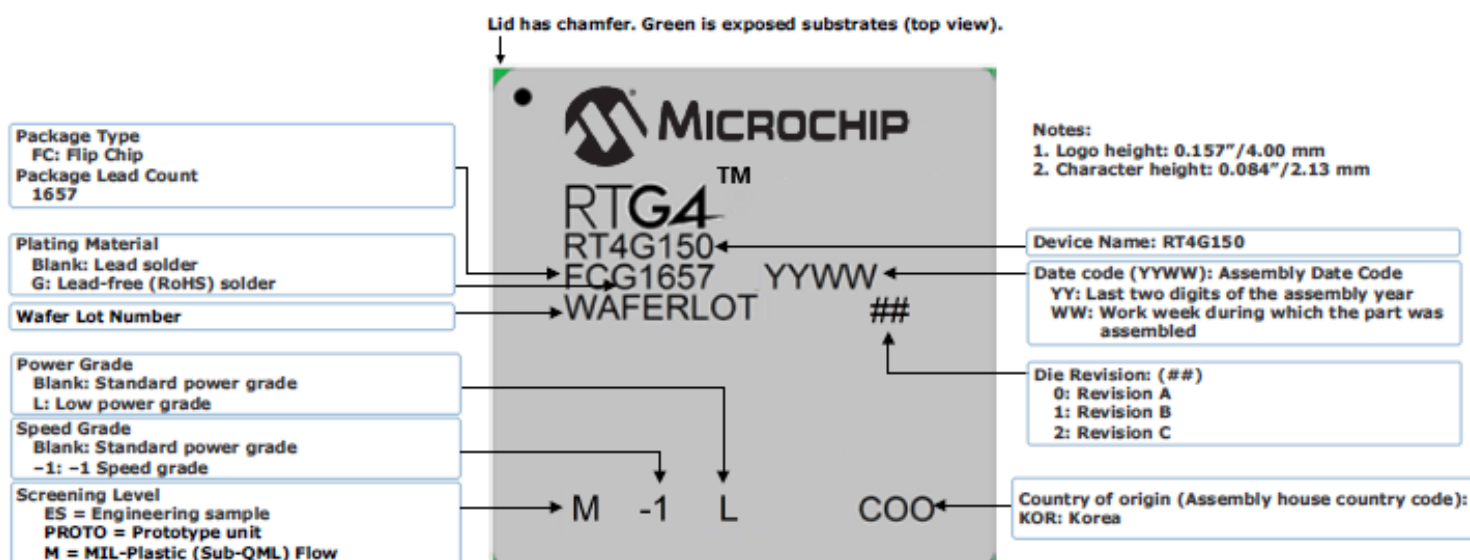 Lid has chamfer. Green is exposed substrates (top view).
MICROCHIP
RTG4™
RT4G150
FCG1657 YYWW
WAFERLOT ##
M -1 L COO
Package Type
FC: Flip Chip
Package Lead Count
1657
Plating Material
Blank: Lead solder
G: Lead-free (RoHS) solder
Wafer Lot Number
Power Grade
Blank: Standard power grade
L: Low power grade
Speed Grade
Blank: Standard power grade
–1: –1 Speed grade
Screening Level
ES = Engineering sample
PROTO = Prototype unit
M = MIL-Plastic (Sub-QML) Flow
Notes:
1. Logo height: 0.157”/4.00 mm
2. Character height: 0.084”/2.13 mm
Device Name: RT4G150
Date code (YYWW): Assembly Date Code
YY: Last two digits of the assembly year
WW: Work week during which the part was
assembled
Die Revision: (##)
0: Revision A
1: Revision B
2: Revision C
Country of origin (Assembly house country code):
KOR: Korea